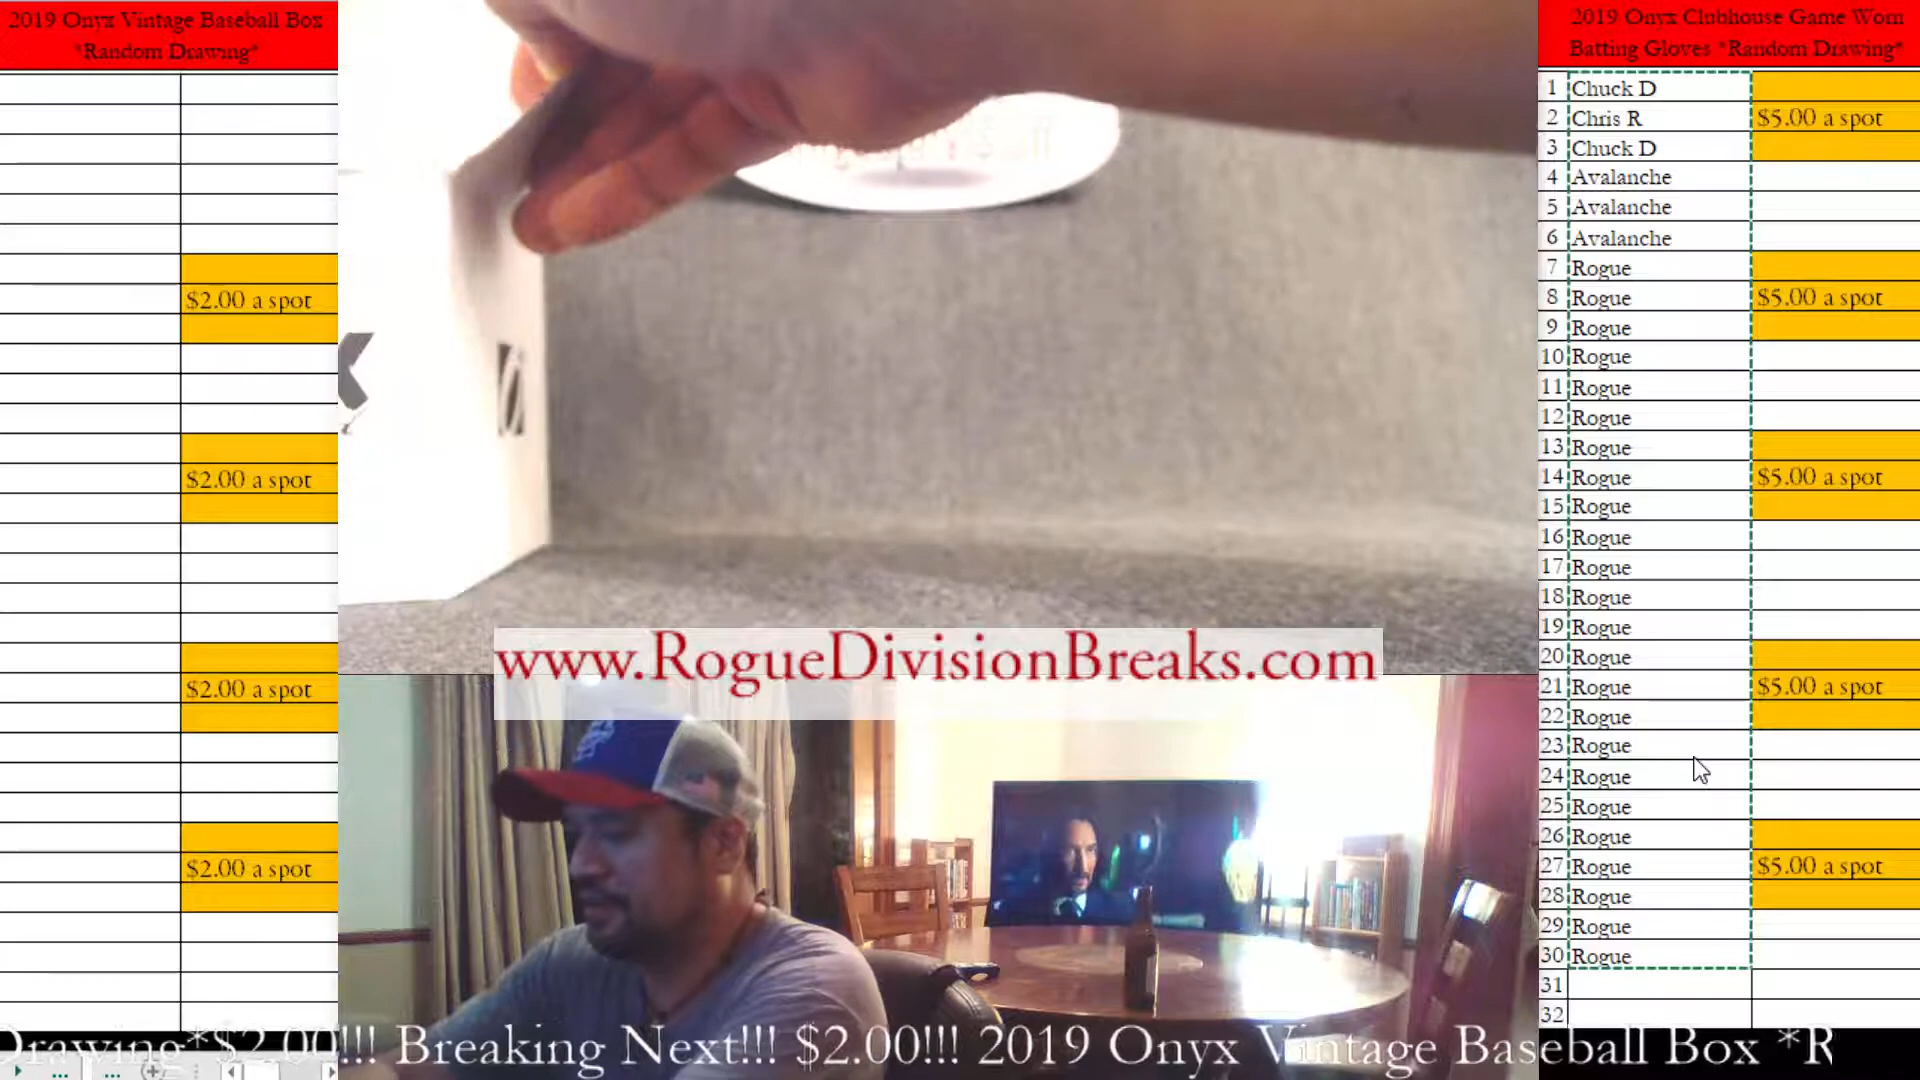 2019 Onyx Vintage Baseball Box
*Random Drawing*
$2.00 a spot
$2.00 a spot
$2.00 a spot
$2.00 a spot
www.RogueDivisionBreaks.com
2019 Onyx Clubhouse Game Worn
Batting Gloves *Random Drawing*
1 Chuck D
2 Chris R $5.00 a spot
3 Chuck D
4 Avalanche
5 Avalanche
6 Avalanche
7 Rogue
8 Rogue $5.00 a spot
9 Rogue
10 Rogue
11 Rogue
12 Rogue
13 Rogue
14 Rogue $5.00 a spot
15 Rogue
16 Rogue
17 Rogue
18 Rogue
19 Rogue
20 Rogue
21 Rogue $5.00 a spot
22 Rogue
23 Rogue
24 Rogue
25 Rogue
26 Rogue
27 Rogue $5.00 a spot
28 Rogue
29 Rogue
30 Rogue
31
32
Drawing*$2.00!!! Breaking Next!!! $2.00!!! 2019 Onyx Vintage Baseball Box *R